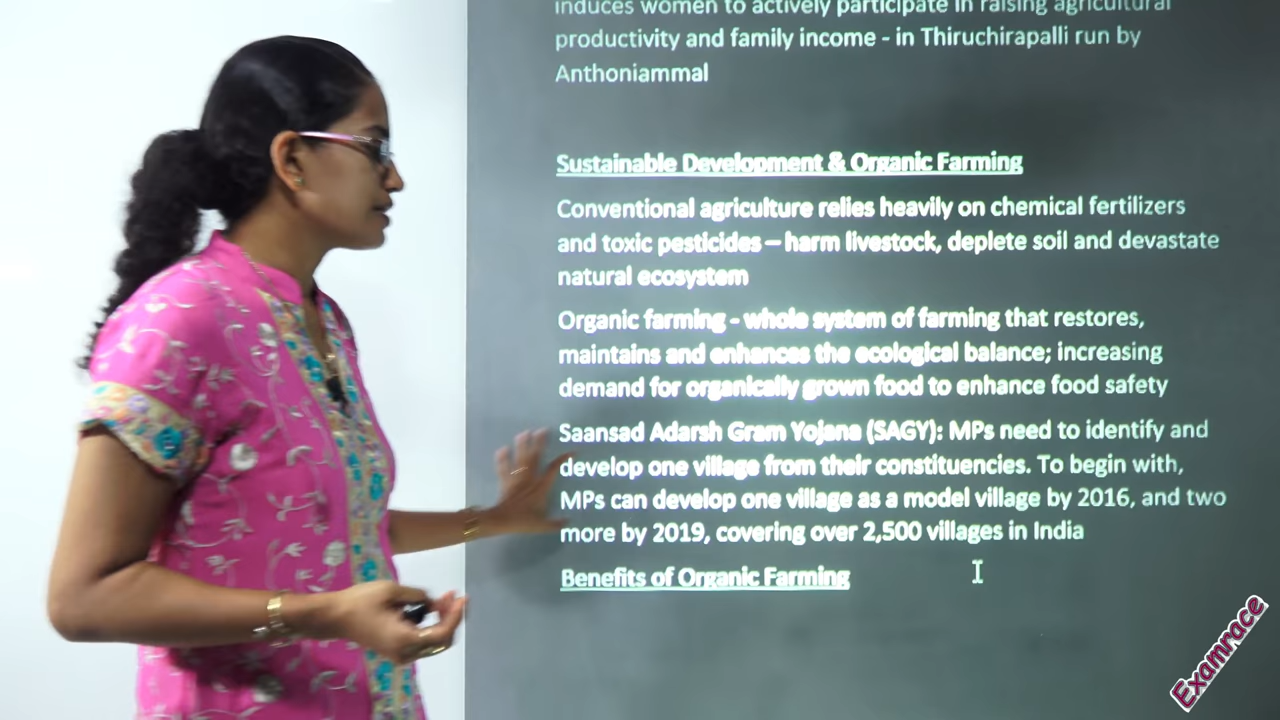 induces women to actively participate in raising agricultural
productivity and family income - in Thiruchirapalli run by
Anthoniammal
Sustainable Development & Organic Farming
Conventional agriculture relies heavily on chemical fertilizers
and toxic pesticides – harm livestock, deplete soil and devastate
natural ecosystem
Organic farming - whole system of farming that restores,
maintains and enhances the ecological balance; increasing
demand for organically grown food to enhance food safety
Saansad Adarsh Gram Yojana (SAGY): MPs need to identify and
develop one village from their constituencies. To begin with,
MPs can develop one village as a model village by 2016, and two
more by 2019, covering over 2,500 villages in India
Benefits of Organic Farming
Examrace